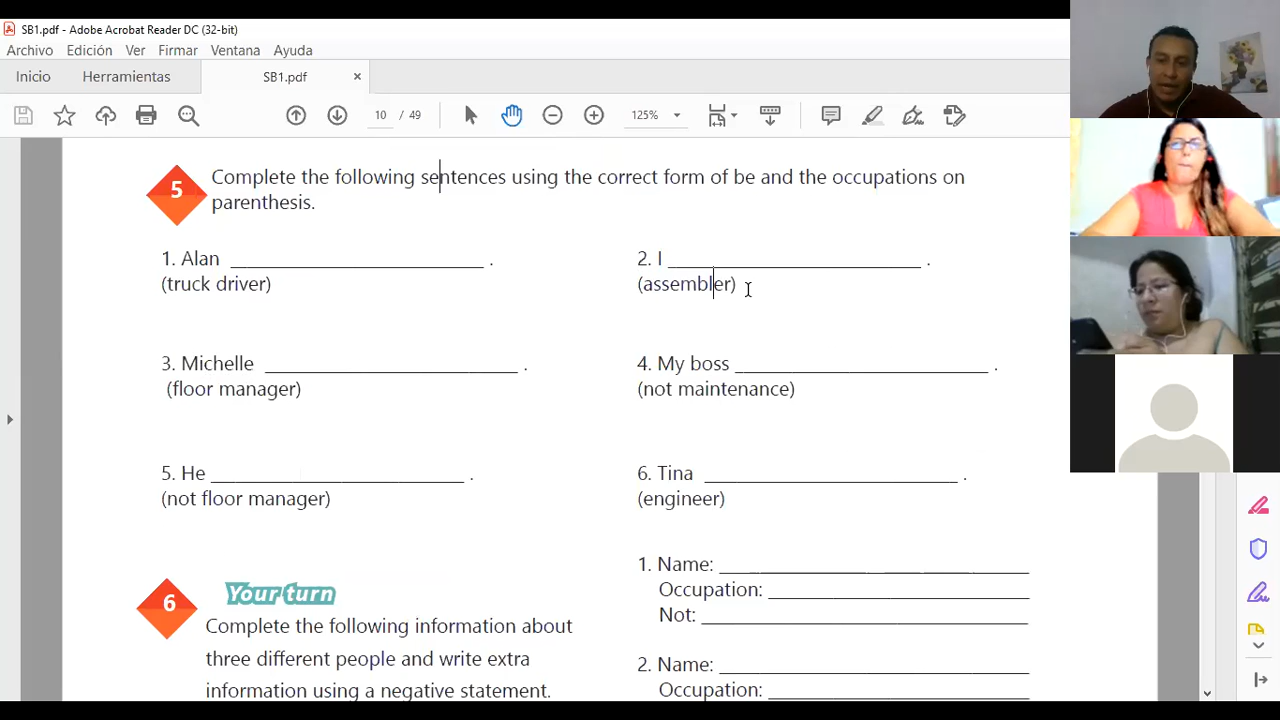 SB1.pdf - Adobe Acrobat Reader DC (32-bit)
Archivo Edición Ver Firmar Ventana Ayuda
Inicio Herramientas SB1.pdf ×
10 / 49 125%
5 Complete the following sentences using the correct form of be and the occupations on
parenthesis.
1. Alan ________________________ .
(truck driver)
2. I ________________________ .
(assembler)
3. Michelle ________________________ .
(floor manager)
4. My boss ________________________ .
(not maintenance)
5. He ________________________ .
(not floor manager)
6. Tina ________________________ .
(engineer)
6 Your turn
Complete the following information about
three different people and write extra
information using a negative statement.
1. Name: ________________________
Occupation: ________________________
Not: ________________________
2. Name: ________________________
Occupation: ________________________